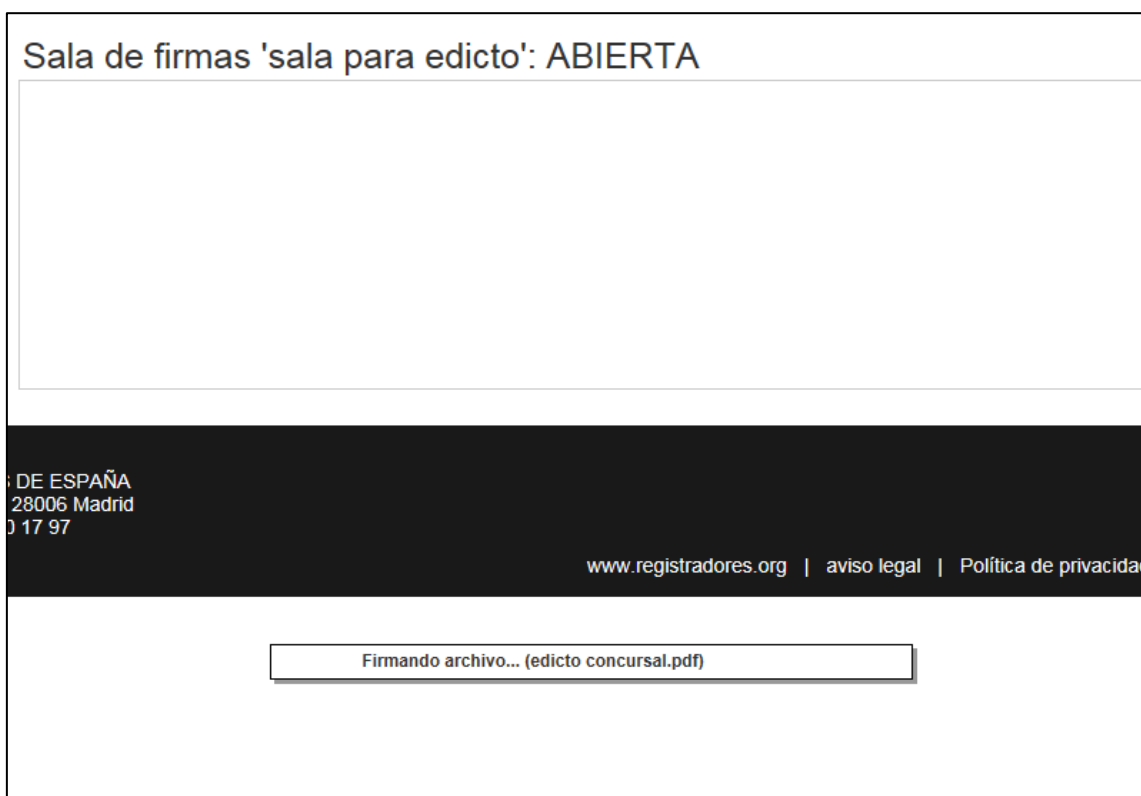 Sala de firmas 'sala para edicto': ABIERTA
DE ESPAÑA
28006 Madrid
17 97
www.registradores.org | aviso legal | Política de
Firmando archivo... (edicto concursal.pdf)